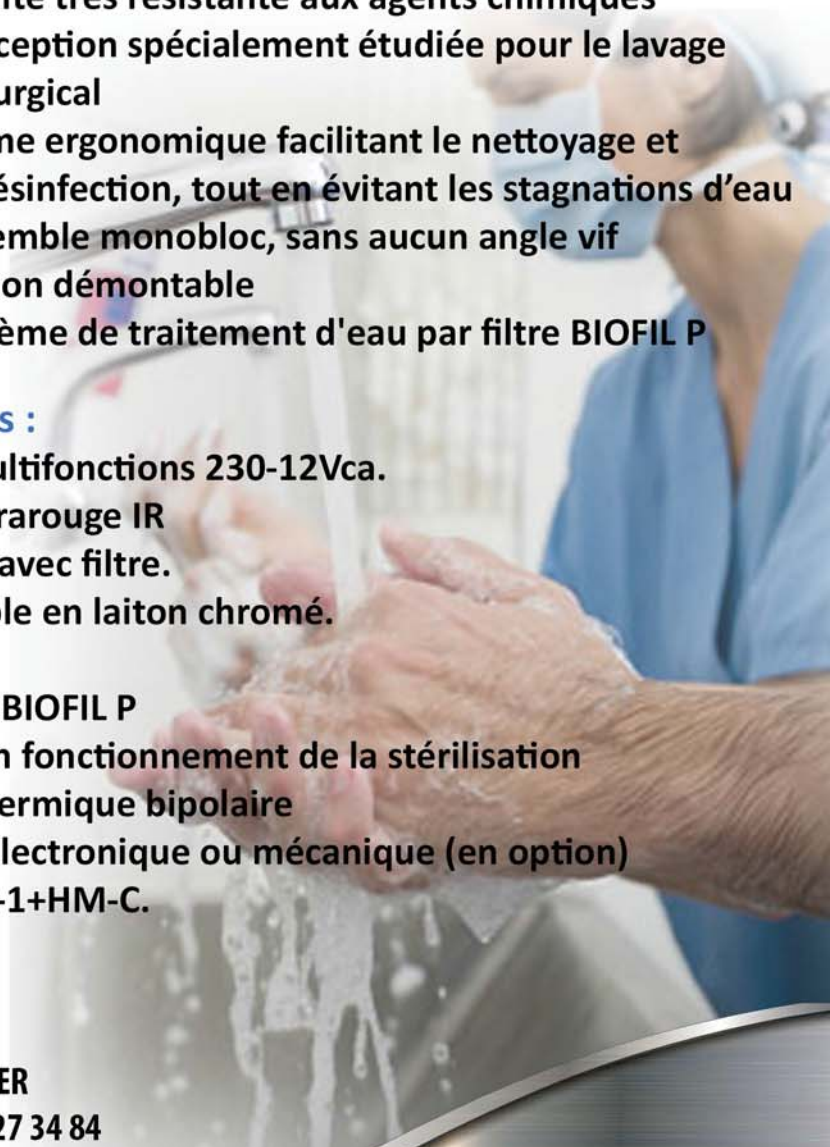 très résistante aux agents chimiques
ception spécialement étudiée pour le lavage
urgical
me ergonomique facilitant le nettoyage et
ésinfection, tout en évitant les stagnations d’eau
emble monobloc, sans aucun angle vif
on démontable
ème de traitement d'eau par filtre BIOFIL P
s :
ultifonctions 230-12Vca.
rarouge IR
avec filtre.
ble en laiton chromé.
BIOFIL P
n fonctionnement de la stérilisation
ermique bipolaire
lectronique ou mécanique (en option)
-1+HM-C.
ER
27 34 84